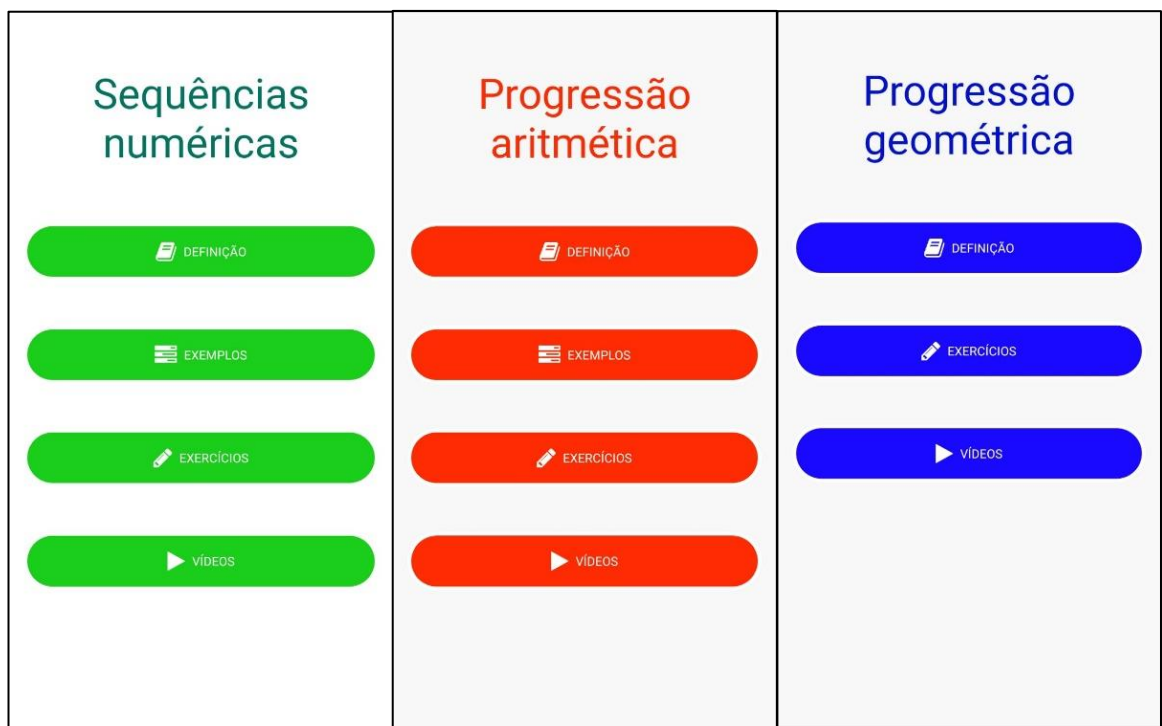 Sequências
numéricas
DEFINIÇÃO
EXEMPLOS
EXERCÍCIOS
VÍDEOS
Progressão
aritmética
DEFINIÇÃO
EXEMPLOS
EXERCÍCIOS
VÍDEOS
Progressão
geométrica
DEFINIÇÃO
EXERCÍCIOS
VÍDEOS